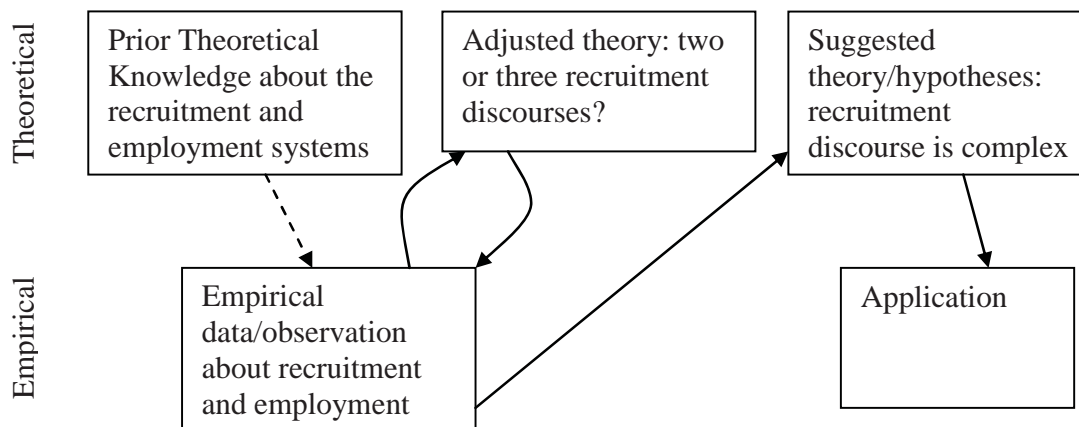 Theoretical
Prior Theoretical
Knowledge about the
recruitment and
employment systems
Adjusted theory: two
or three recruitment
discourses?
Suggested
theory/hypotheses:
recruitment
discourse is complex
Empirical
Empirical
data/observation
about recruitment
and employment
Application